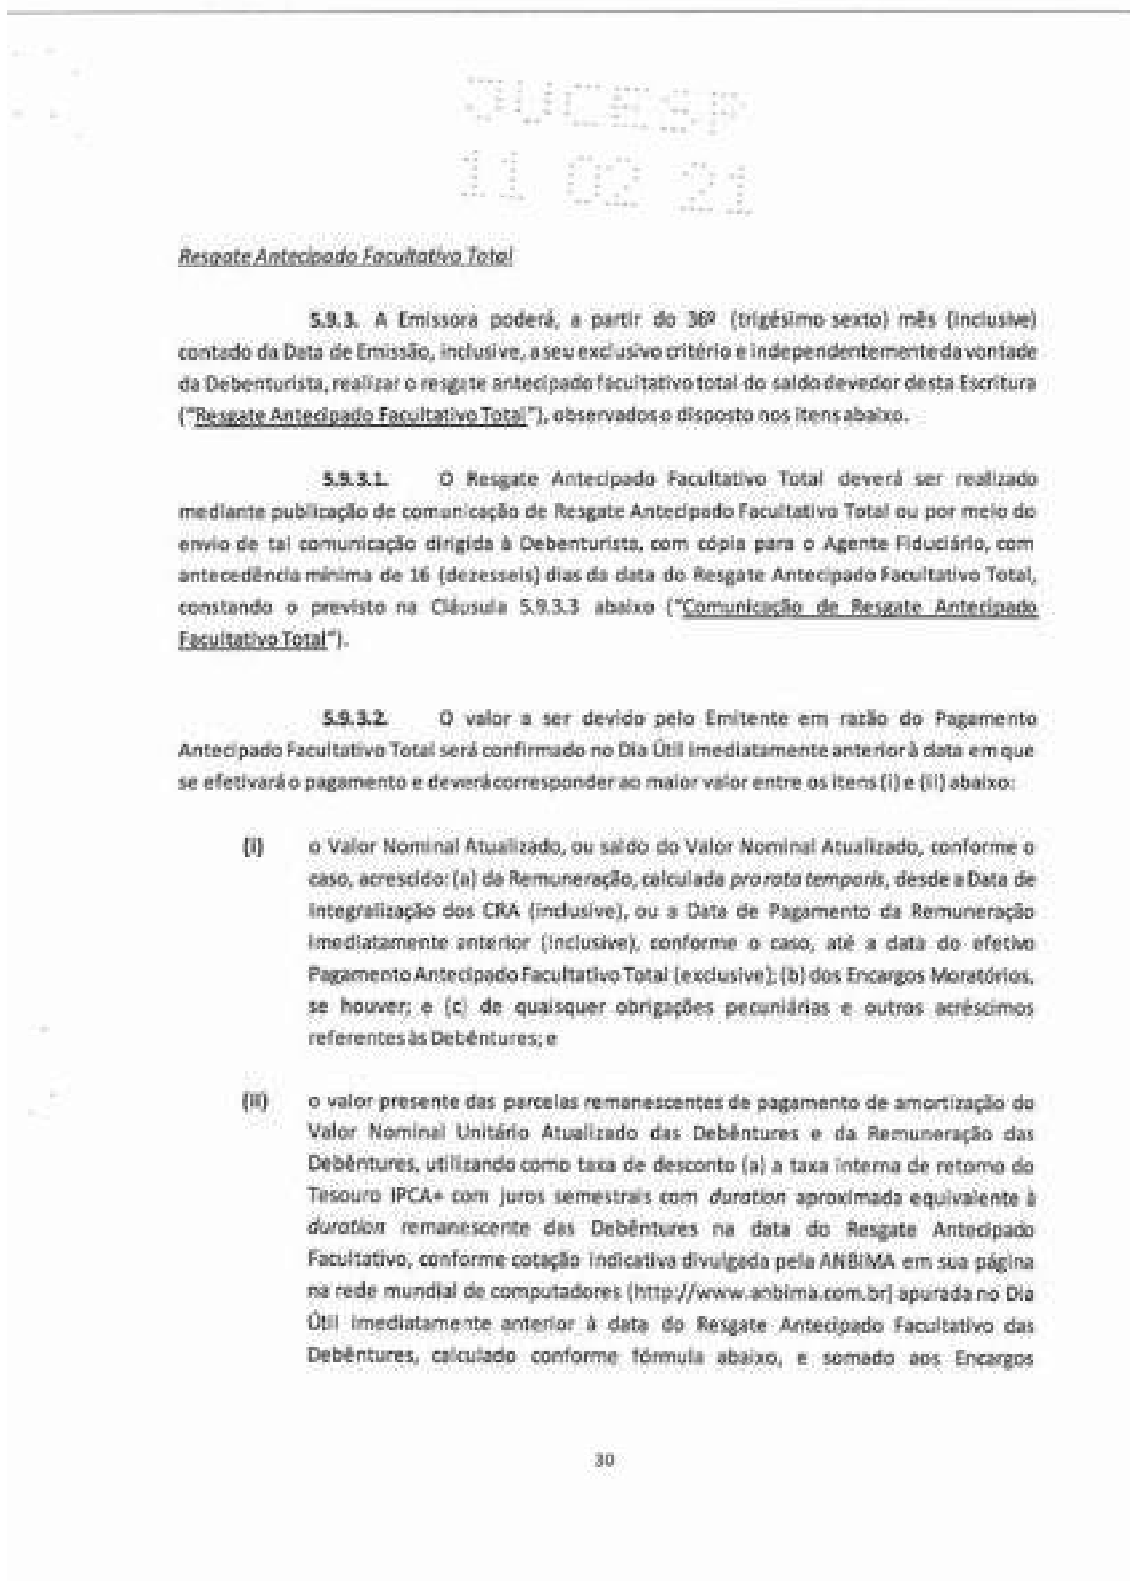 JUCESP
11 02 21
Resgate Antecipado Facultativo Total
5.9.3. A Emissora poderá, a partir do 36º (trigésimo sexto) mês (inclusive)
contado da Data de Emissão, inclusive, a seu exclusivo critério e independentemente da vontade
da Debenturista, realizar o resgate antecipado facultativo total do saldo devedor desta Escritura
("Resgate Antecipado Facultativo Total"), observados o disposto nos itens abaixo.
5.9.3.1. O Resgate Antecipado Facultativo Total deverá ser realizado
mediante publicação de comunicação de Resgate Antecipado Facultativo Total ou por meio do
envio de tal comunicação dirigida à Debenturista, com cópia para o Agente Fiduciário, com
antecedência mínima de 16 (dezesseis) dias da data do Resgate Antecipado Facultativo Total,
constando o previsto na Cláusula 5.9.3.3 abaixo ("Comunicação de Resgate Antecipado
Facultativo Total").
5.9.3.2. O valor a ser devido pelo Emitente em razão do Pagamento
Antecipado Facultativo Total será confirmado no Dia Útil imediatamente anterior à data em que
se efetivará o pagamento e deverá corresponder ao maior valor entre os itens (i) e (ii) abaixo:
(i) o Valor Nominal Atualizado, ou saldo do Valor Nominal Atualizado, conforme o
caso, acrescido: (a) da Remuneração, calculada pro rata temporis, desde a Data de
Integralização dos CRA (inclusive), ou a Data de Pagamento da Remuneração
imediatamente anterior (inclusive), conforme o caso, até a data do efetivo
Pagamento Antecipado Facultativo Total (exclusive); (b) dos Encargos Moratórios,
se houver; e (c) de quaisquer obrigações pecuniárias e outros acréscimos
referentes às Debêntures; e
(ii) o valor presente das parcelas remanescentes de pagamento de amortização do
Valor Nominal Unitário Atualizado das Debêntures e da Remuneração das
Debêntures, utilizando como taxa de desconto (a) a taxa interna de retorno do
Tesouro IPCA+ com juros semestrais com duration aproximada equivalente à
duration remanescente das Debêntures na data do Resgate Antecipado
Facultativo, conforme cotação indicativa divulgada pela ANBIMA em sua página
na rede mundial de computadores (http://www.anbima.com.br) apurada no Dia
Útil imediatamente anterior à data do Resgate Antecipado Facultativo das
Debêntures, calculado conforme fórmula abaixo, e somado aos Encargos
30